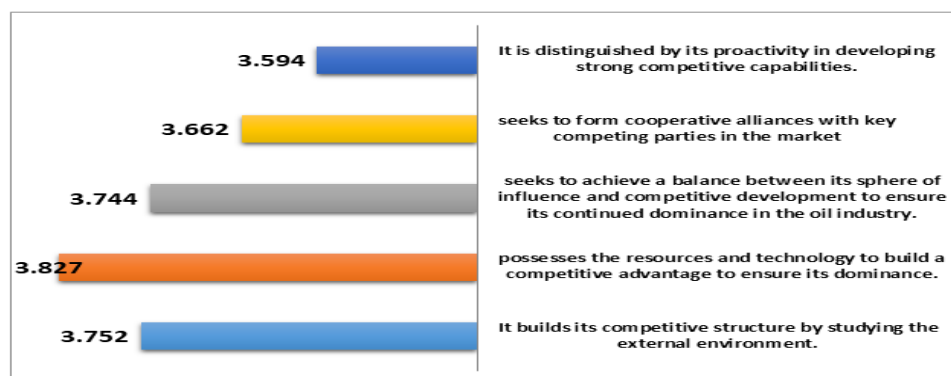 3.594
It is distinguished by its proactivity in developing
strong competitive capabilities.
3.662
seeks to form cooperative alliances with key
competing parties in the market
3.744
seeks to achieve a balance between its sphere of
influence and competitive development to ensure
its continued dominance in the oil industry.
3.827
possesses the resources and technology to build a
competitive advantage to ensure its dominance.
3.752
It builds its competitive structure by studying the
external environment.